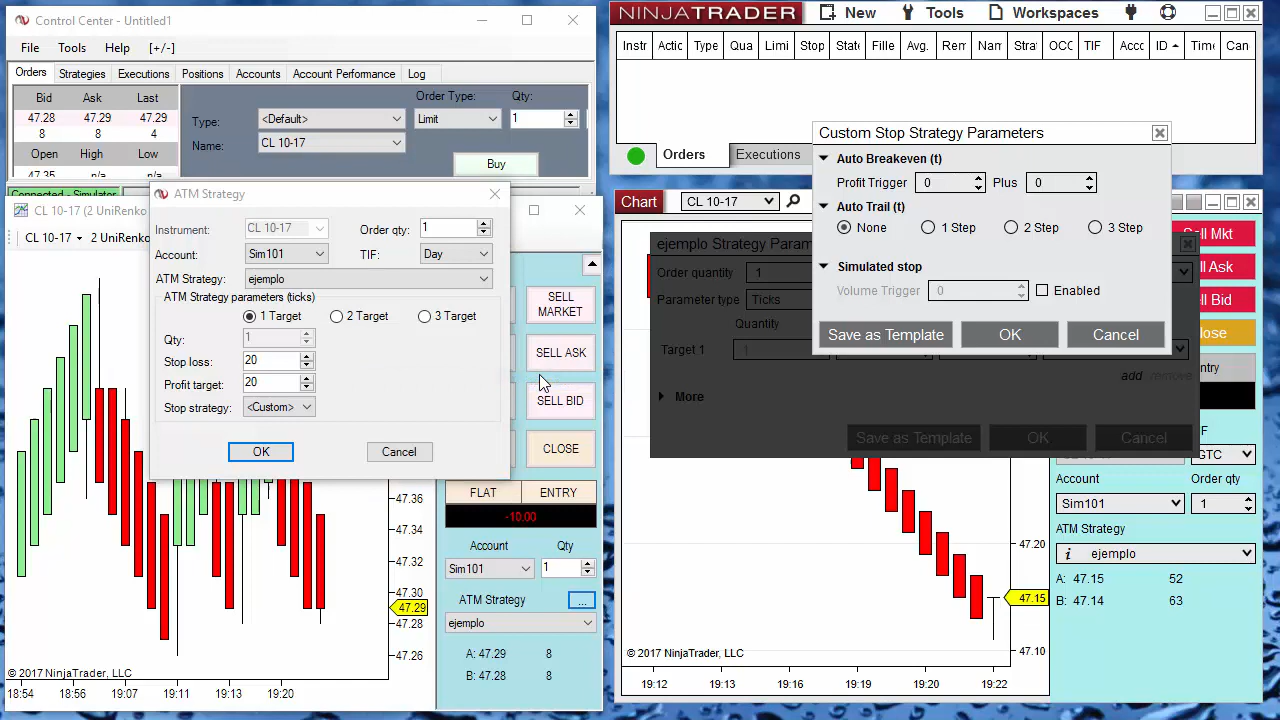 Control Center - Untitled1
File Tools Help [+/-]
Orders Strategies Executions Positions Accounts Account Performance Log
Bid Ask Last
47.28 47.29 47.29
8 8 4
Open High Low
47.35 n/a n/a
Order Type: Qty:
Type: <Default> Limit 1
Name: CL 10-17
Buy
Connected - Simulator
CL 10-17 (2 UniRenko
CL 10-17 2 UniRenko
ATM Strategy
Instrument: CL 10-17 Order qty: 1
Account: Sim101 TIF: Day
ATM Strategy: ejemplo
ATM Strategy parameters (ticks)
1 Target 2 Target 3 Target
Qty: 1
Stop loss: 20
Profit target: 20
Stop strategy: <Custom>
OK Cancel
SELL MARKET
SELL ASK
SELL BID
CLOSE
FLAT ENTRY
-10.00
Account Qty
Sim101 1
ATM Strategy ...
ejemplo
A: 47.29 8
B: 47.28 8
47.36
47.34
47.32
47.30
47.29
47.28
47.26
© 2017 NinjaTrader, LLC
18:54 18:56 19:07 19:11 19:13 19:20
NINJATRADER New Tools Workspaces
Instr Actic Type Qua Limi Stop State Fille Avg. Rem Nam Stra OCC TIF Acco ID Time Can
Orders Executions
Custom Stop Strategy Parameters
Auto Breakeven (t)
Profit Trigger 0 Plus 0
Auto Trail (t)
None 1 Step 2 Step 3 Step
Simulated stop
Volume Trigger 0 Enabled
Save as Template OK Cancel
Chart CL 10-17
ejemplo Strategy Param
Order quantity 1
Parameter type Ticks
Quantity
Target 1 1
add remove
More
Save as Template OK Cancel
Sell Mkt
Sell Ask
Sell Bid
Close
GTC
Account Order qty
Sim101 1
ATM Strategy
i ejemplo
A: 47.15 52
B: 47.14 63
47.20
47.15
47.10
© 2017 NinjaTrader, LLC
19:12 19:13 19:16 19:19 19:21 19:22